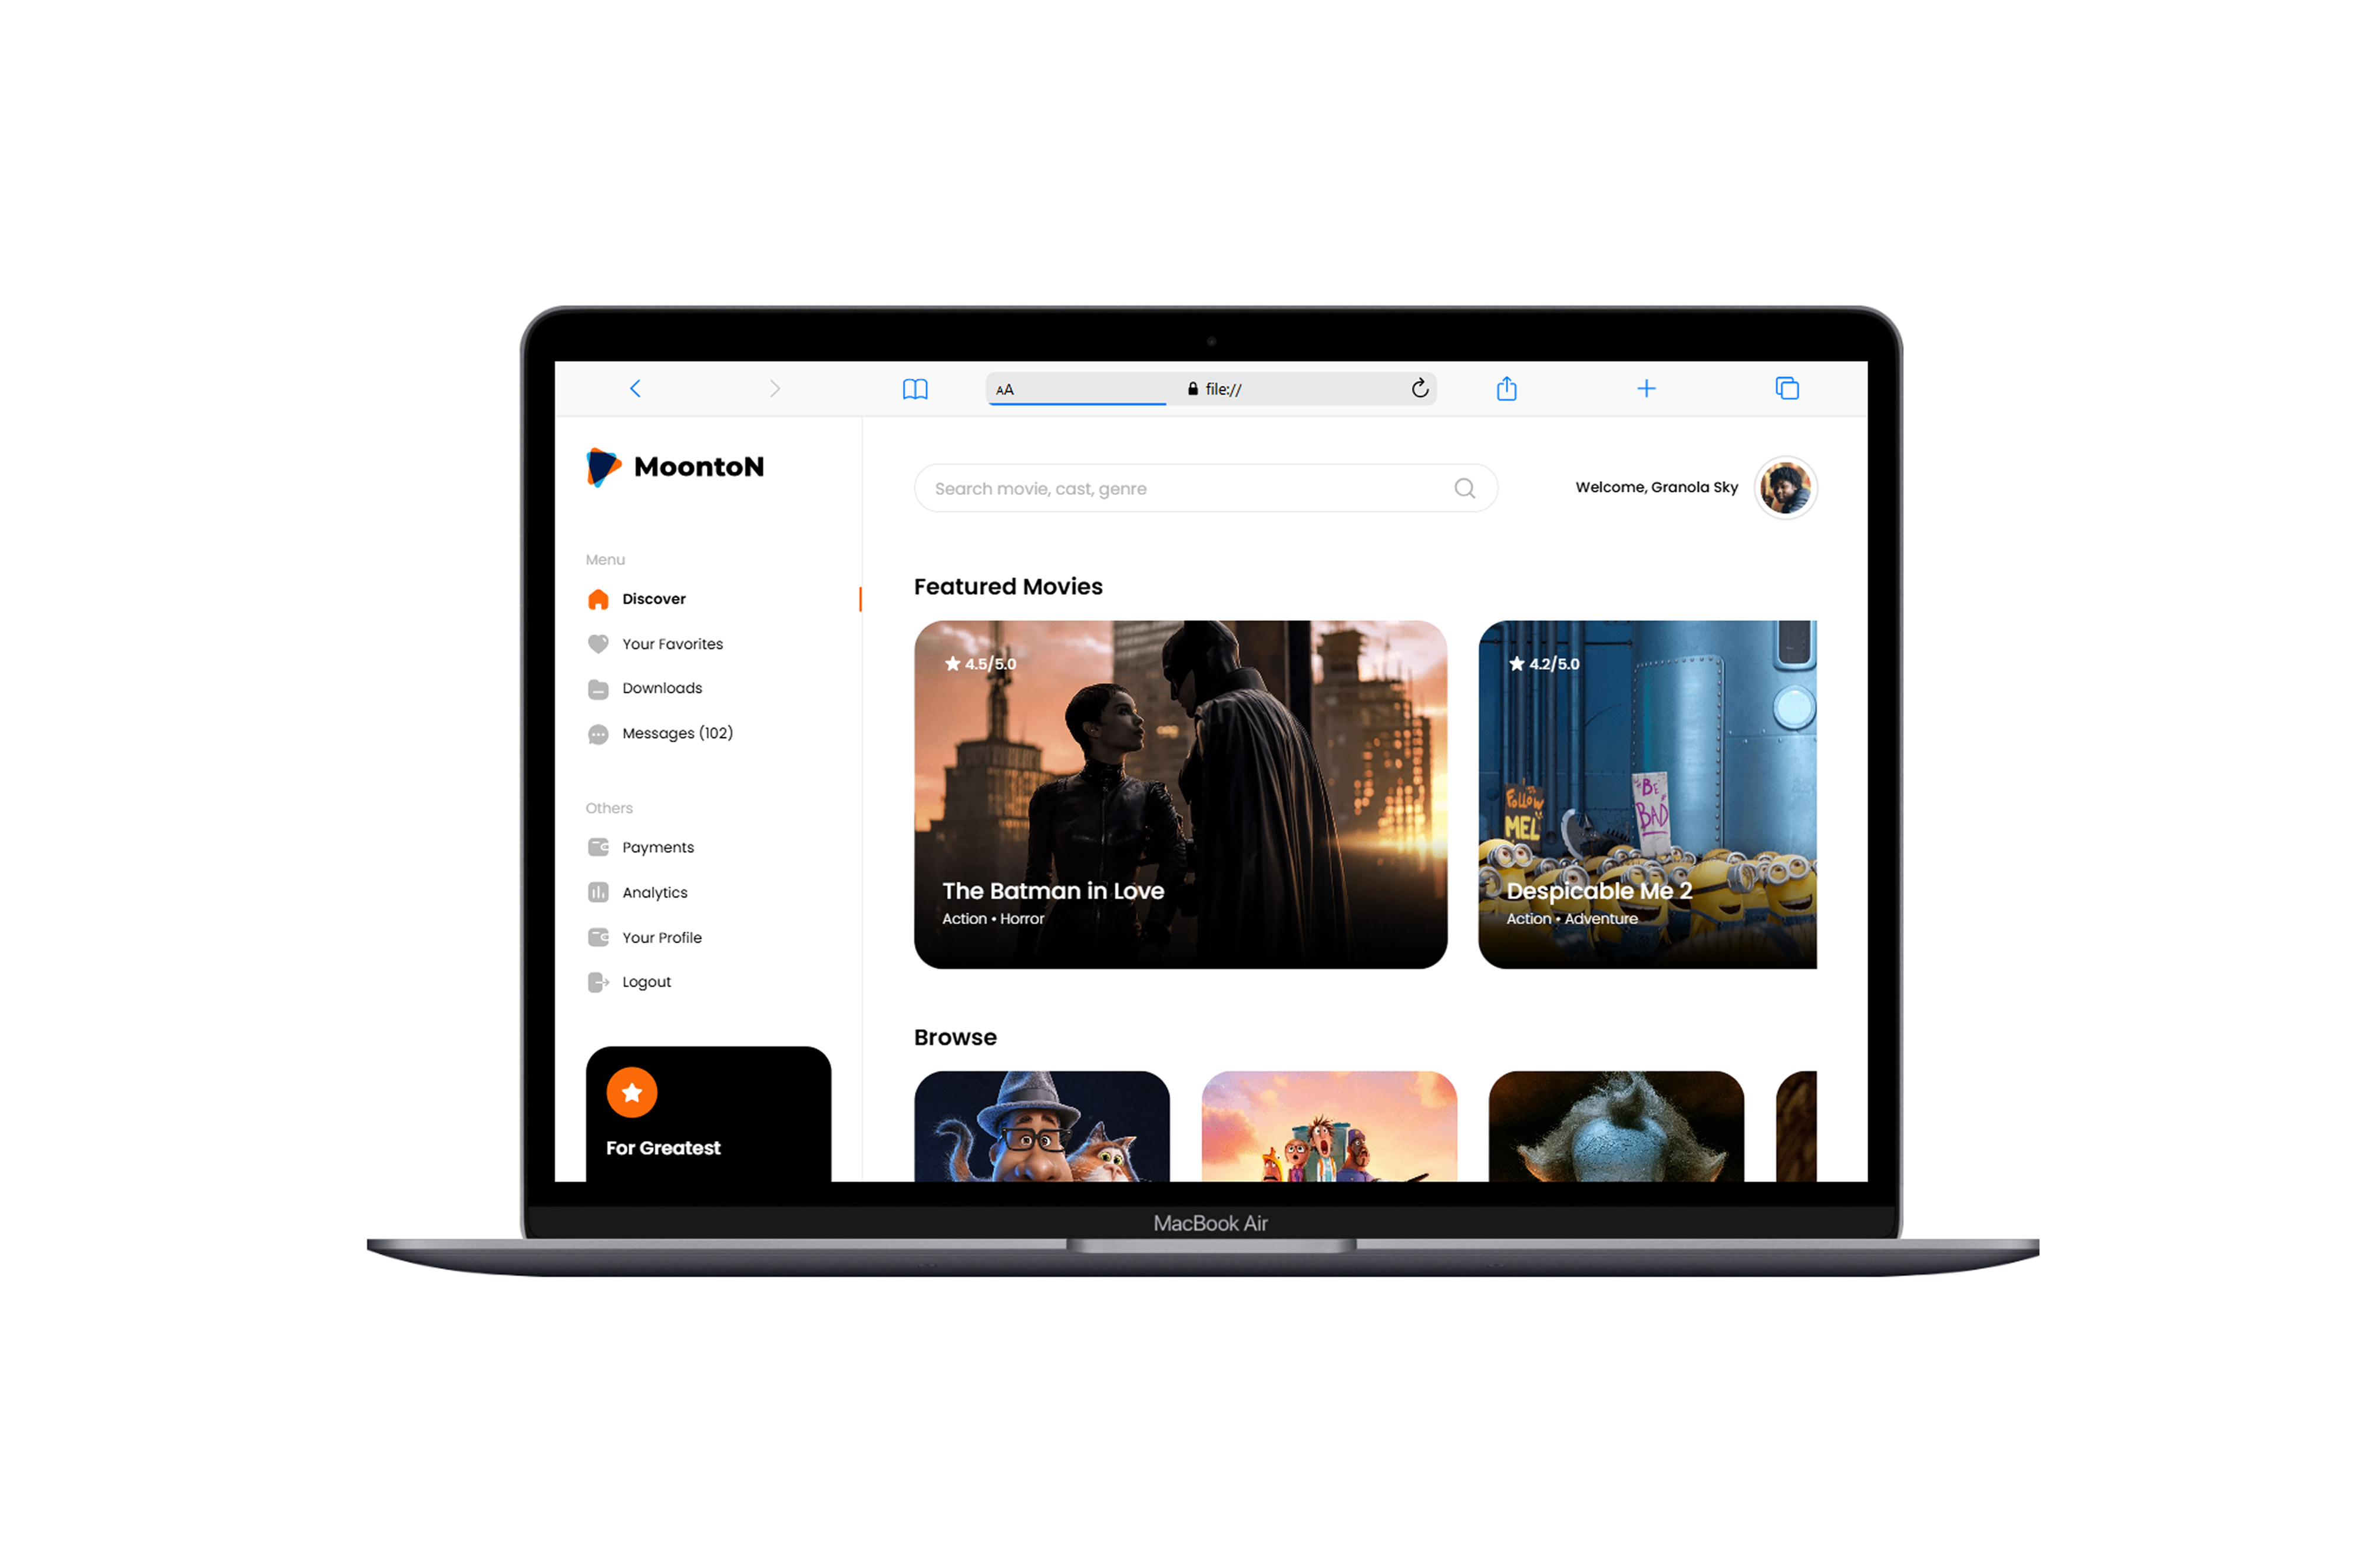 AA
file://
MoontoN
Search movie, cast, genre
Welcome, Granola Sky
Menu
Discover
Your Favorites
Downloads
Messages (102)
Others
Payments
Analytics
Your Profile
Logout
For Greatest
Featured Movies
4.5/5.0
The Batman in Love
Action • Horror
4.2/5.0
FOLLOW
MEL
BE
BAD
Despicable Me 2
Action • Adventure
Browse
MacBook Air